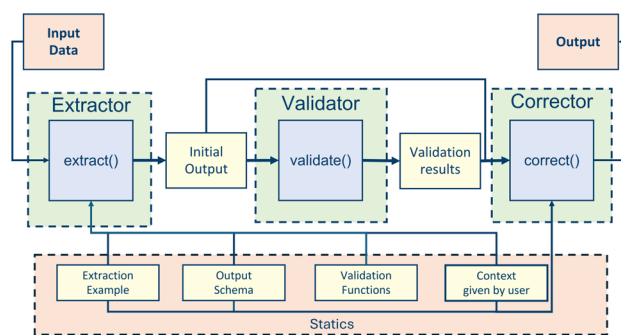 Input
Data
Output
Extractor
Validator
Corrector
extract()
Initial
Output
validate()
Validation
results
correct()
Extraction
Example
Output
Schema
Validation
Functions
Context
given by user
Statics